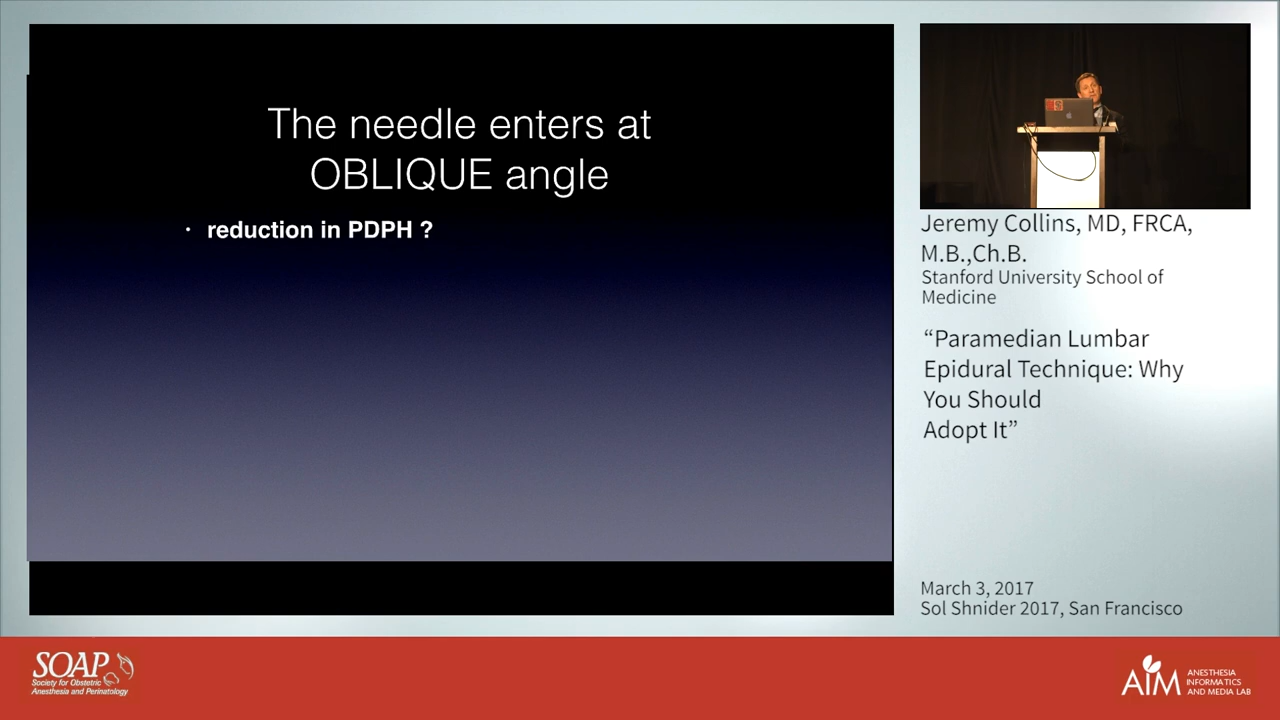 The needle enters at
OBLIQUE angle
· reduction in PDPH ?
Jeremy Collins, MD, FRCA,
M.B.,Ch.B.
Stanford University School of
Medicine
“Paramedian Lumbar
Epidural Technique: Why
You Should
Adopt It”
March 3, 2017
Sol Shnider 2017, San Francisco
SOAP
Society for Obstetric
Anesthesia and Perinatology
AIM
ANESTHESIA
INFORMATICS
AND MEDIA LAB